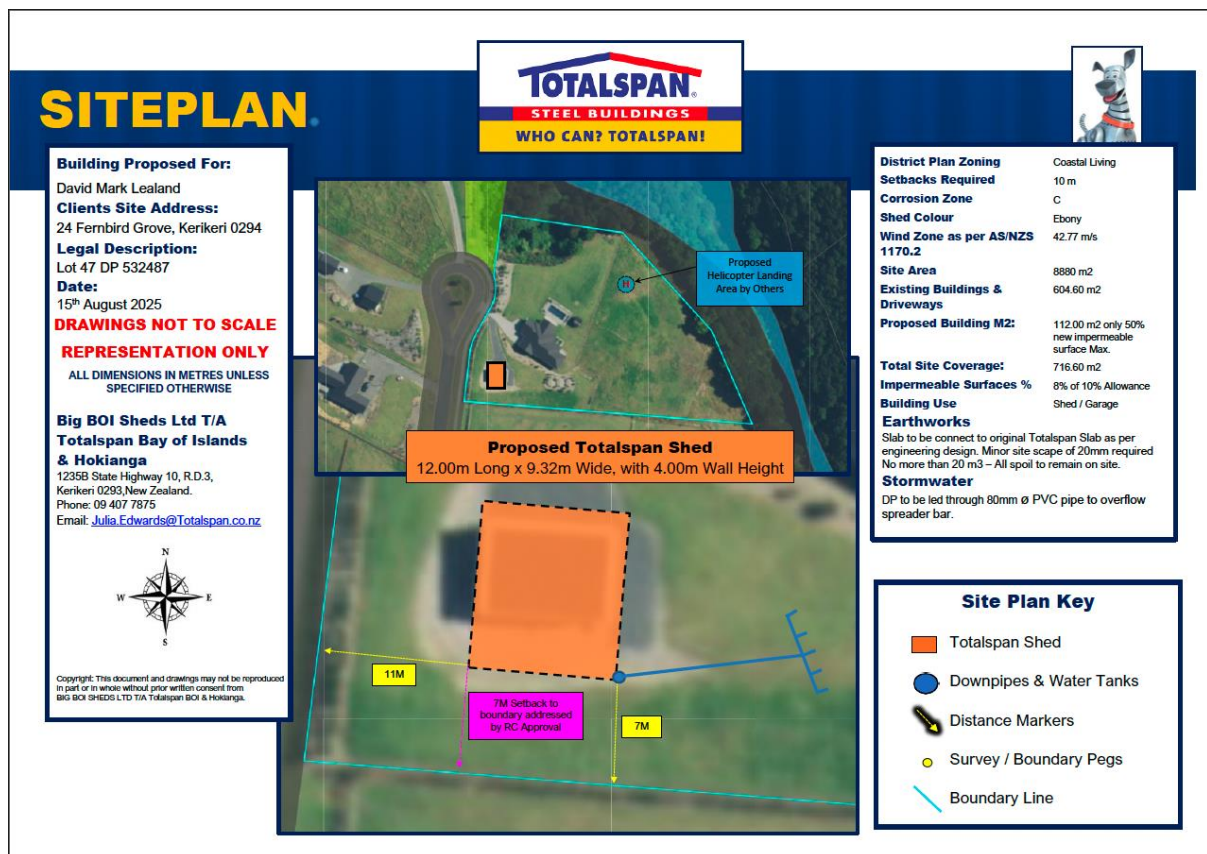 SITEPLAN.
TOTALSPAN®
STEEL BUILDINGS
WHO CAN? TOTALSPAN!
Building Proposed For:
David Mark Lealand
Clients Site Address:
24 Fernbird Grove, Kerikeri 0294
Legal Description:
Lot 47 DP 532487
Date:
15th August 2025
DRAWINGS NOT TO SCALE
REPRESENTATION ONLY
ALL DIMENSIONS IN METRES UNLESS
SPECIFIED OTHERWISE
Big BOI Sheds Ltd T/A
Totalspan Bay of Islands
& Hokianga
1235B State Highway 10, R.D.3,
Kerikeri 0293,New Zealand.
Phone: 09 407 7875
Email: Julia.Edwards@Totalspan.co.nz
N
W E
S
Copyright: This document and drawings may not be reproduced
in part or in whole without prior written consent from
BIG BOI SHEDS LTD T/A Totalspan BOI & Hokianga.
Proposed
Helicopter Landing
Area by Others
H
Proposed Totalspan Shed
12.00m Long x 9.32m Wide, with 4.00m Wall Height
11M
7M Setback to
boundary addressed
by RC Approval
7M
District Plan Zoning Coastal Living
Setbacks Required 10 m
Corrosion Zone C
Shed Colour Ebony
Wind Zone as per AS/NZS 42.77 m/s
1170.2
Site Area 8880 m2
Existing Buildings & 604.60 m2
Driveways
Proposed Building M2: 112.00 m2 only 50%
new impermeable
surface Max.
Total Site Coverage: 716.60 m2
Impermeable Surfaces % 8% of 10% Allowance
Building Use Shed / Garage
Earthworks
Slab to be connect to original Totalspan Slab as per
engineering design. Minor site scape of 20mm required
No more than 20 m3 – All spoil to remain on site.
Stormwater
DP to be led through 80mm ø PVC pipe to overflow
spreader bar.
Site Plan Key
Totalspan Shed
Downpipes & Water Tanks
Distance Markers
Survey / Boundary Pegs
Boundary Line